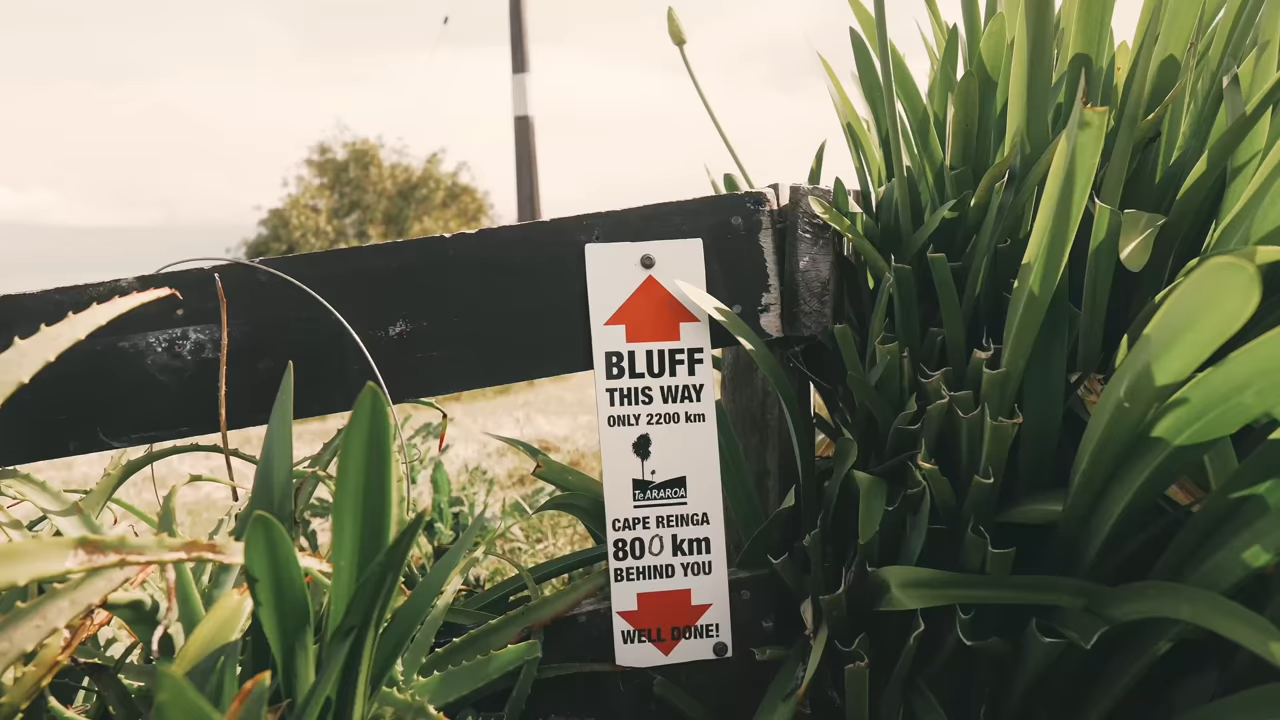 BLUFF
THIS WAY
ONLY 2200 km
Te ARAROA
CAPE REINGA
800 km
BEHIND YOU
WELL DONE!